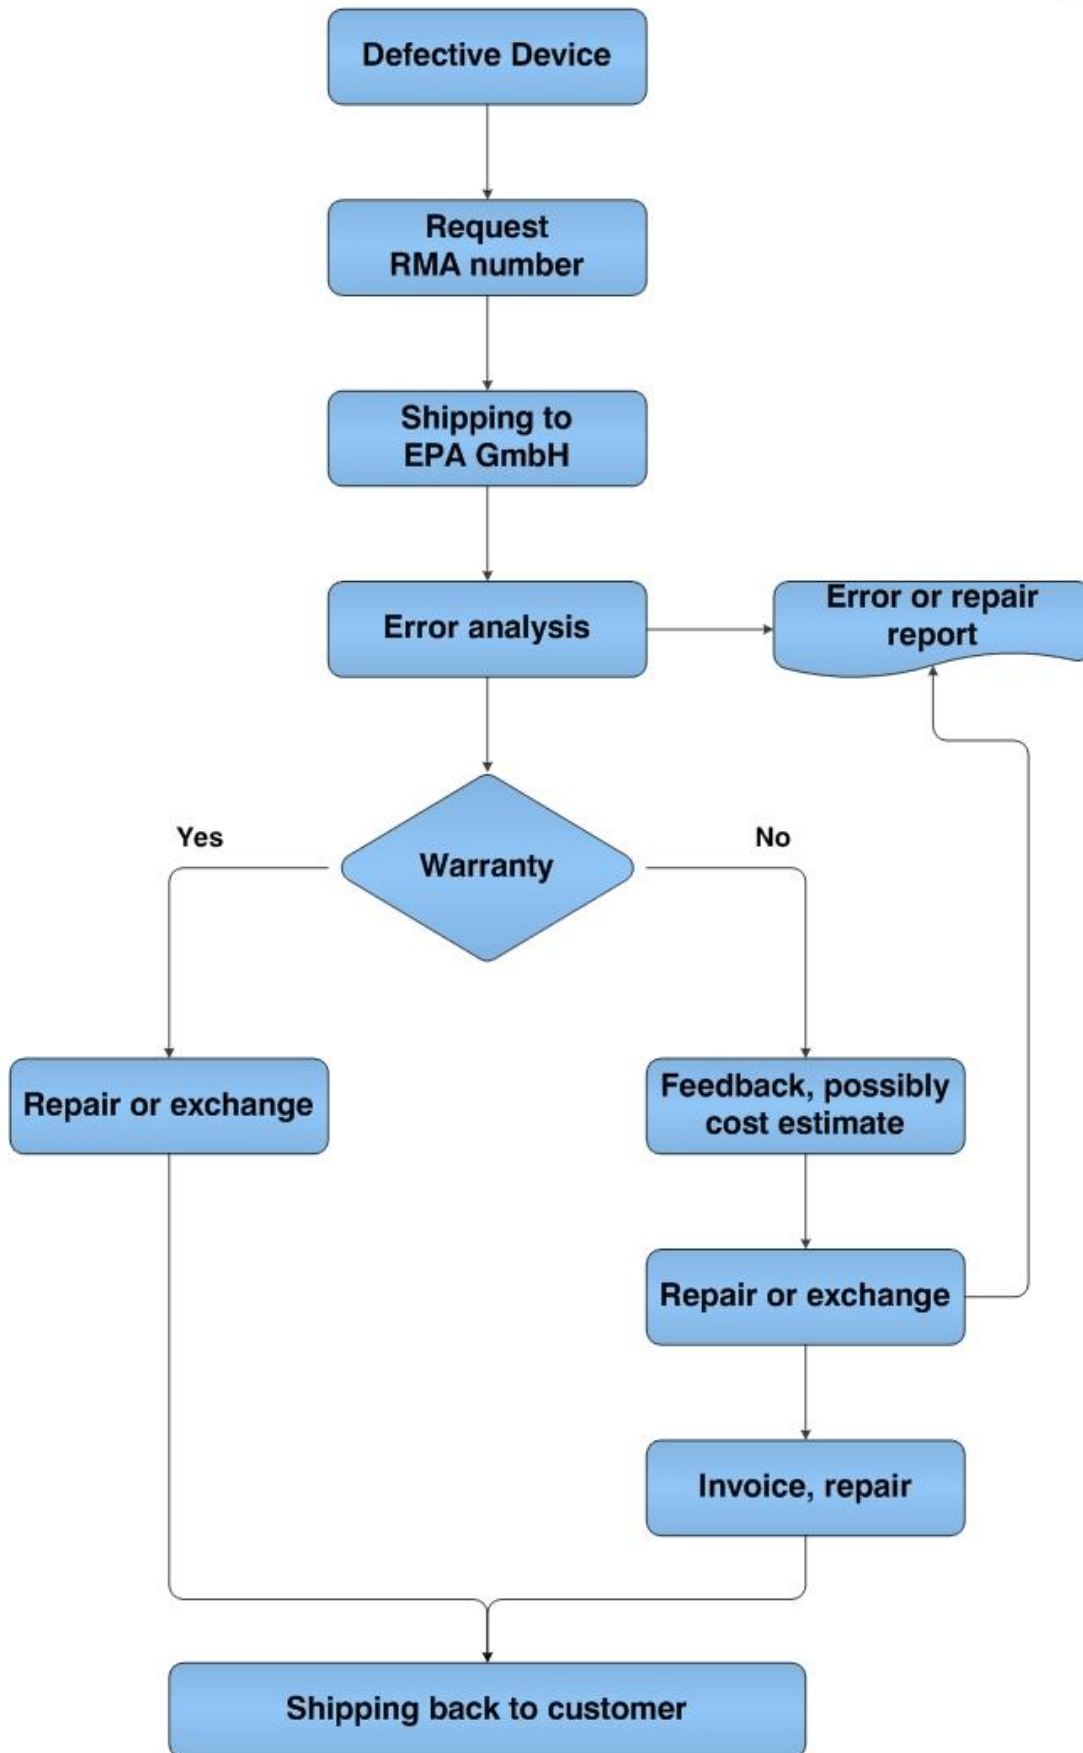 Defective Device
Request
RMA number
Shipping to
EPA GmbH
Error analysis
Error or repair
report
Yes
Warranty
No
Repair or exchange
Feedback, possibly
cost estimate
Repair or exchange
Invoice, repair
Shipping back to customer